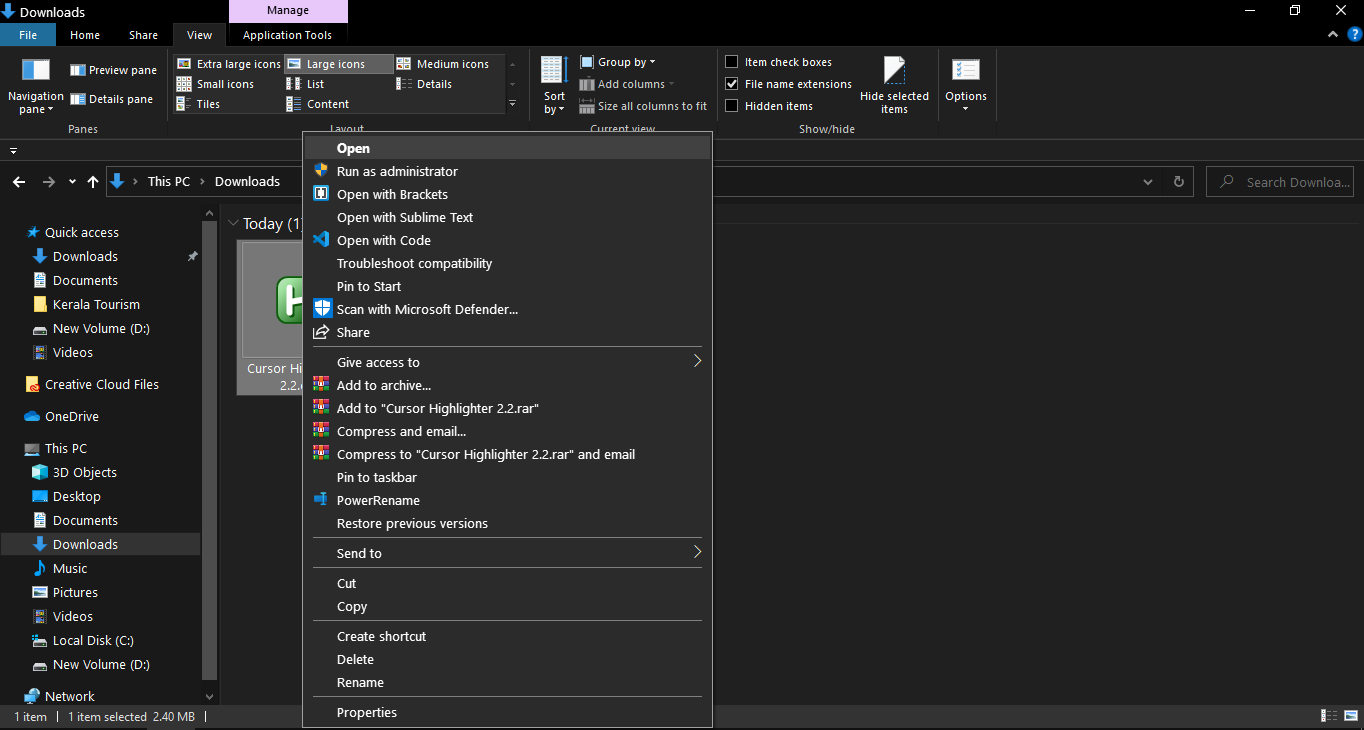 Downloads
Manage
File
Home
Share
View
Application Tools
Navigation pane
Preview pane
Details pane
Panes
Extra large icons
Large icons
Medium icons
Small icons
List
Details
Tiles
Content
Layout
Sort by
Group by
Add columns
Size all columns to fit
Current view
Item check boxes
File name extensions
Hidden items
Hide selected items
Show/hide
Options
This PC
Downloads
Search Downloa...
Quick access
Downloads
Documents
Kerala Tourism
New Volume (D:)
Videos
Creative Cloud Files
OneDrive
This PC
3D Objects
Desktop
Documents
Downloads
Music
Pictures
Videos
Local Disk (C:)
New Volume (D:)
Network
Today (1)
Cursor
2.2.
Open
Run as administrator
Open with Brackets
Open with Sublime Text
Open with Code
Troubleshoot compatibility
Pin to Start
Scan with Microsoft Defender...
Share
Give access to
Add to archive...
Add to "Cursor Highlighter 2.2.rar"
Compress and email...
Compress to "Cursor Highlighter 2.2.rar" and email
Pin to taskbar
PowerRename
Restore previous versions
Send to
Cut
Copy
Create shortcut
Delete
Rename
Properties
1 item
1 item selected 2.40 MB